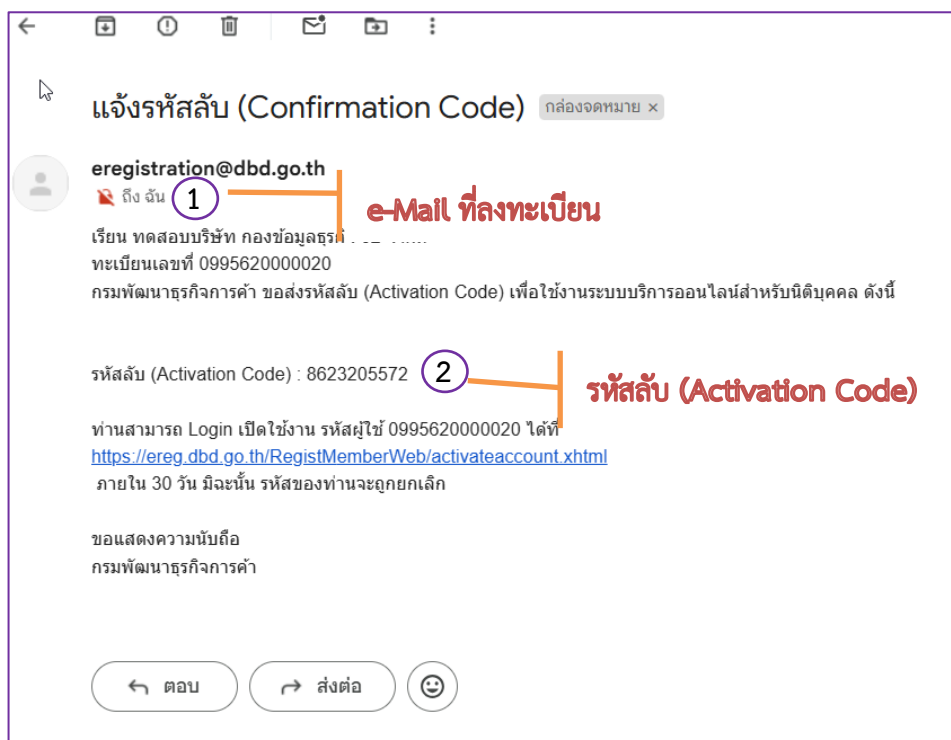 แจ้งรหัสลับ (Confirmation Code) กล่องจดหมาย ×
eregistration@dbd.go.th
ถึง ฉัน 1
e-Mail ที่ลงทะเบียน
เรียน ทดสอบบริษัท กองข้อมูลธุรกิ
ทะเบียนเลขที่ 0995620000020
กรมพัฒนาธุรกิจการค้า ขอส่งรหัสลับ (Activation Code) เพื่อใช้งานระบบบริการออนไลน์สำหรับนิติบุคคล ดังนี้
รหัสลับ (Activation Code) : 8623205572 2
รหัสลับ (Activation Code)
ท่านสามารถ Login เปิดใช้งาน รหัสผู้ใช้ 0995620000020 ได้ที่
https://ereg.dbd.go.th/RegistMemberWeb/activateaccount.xhtml
ภายใน 30 วัน มิฉะนั้น รหัสของท่านจะถูกยกเลิก
ขอแสดงความนับถือ
กรมพัฒนาธุรกิจการค้า
ตอบ ส่งต่อ